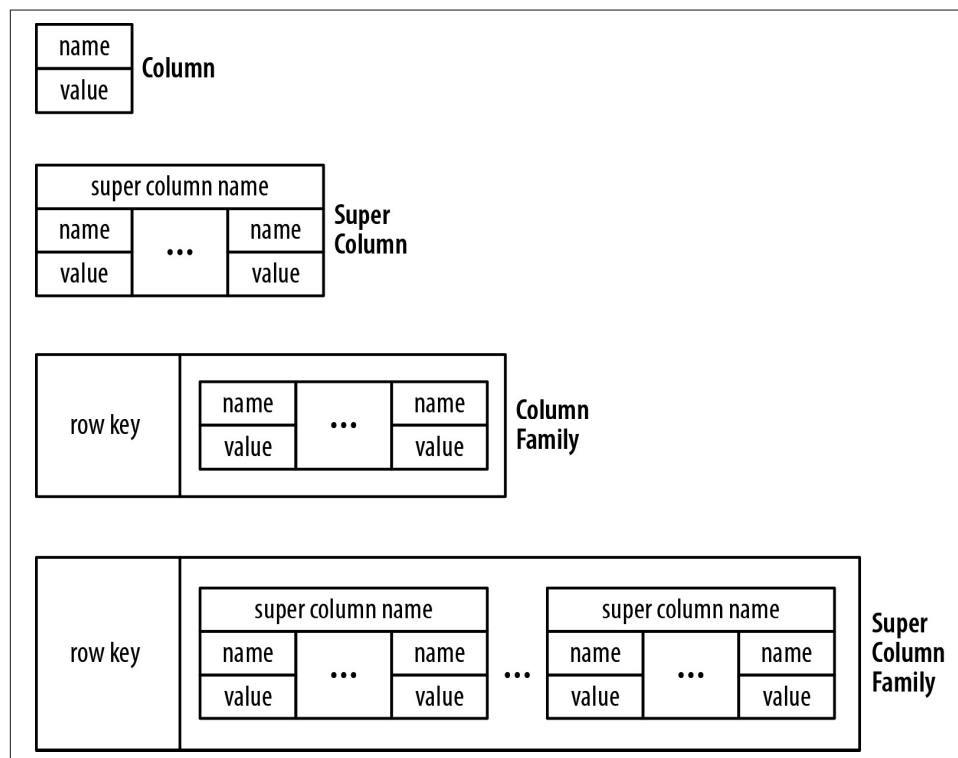 name
value
Column
super column name
name ... name
value value
Super
Column
row key
name ... name
value value
Column
Family
row key
super column name super column name
name ... name ... name ... name
value value value value
Super
Column
Family